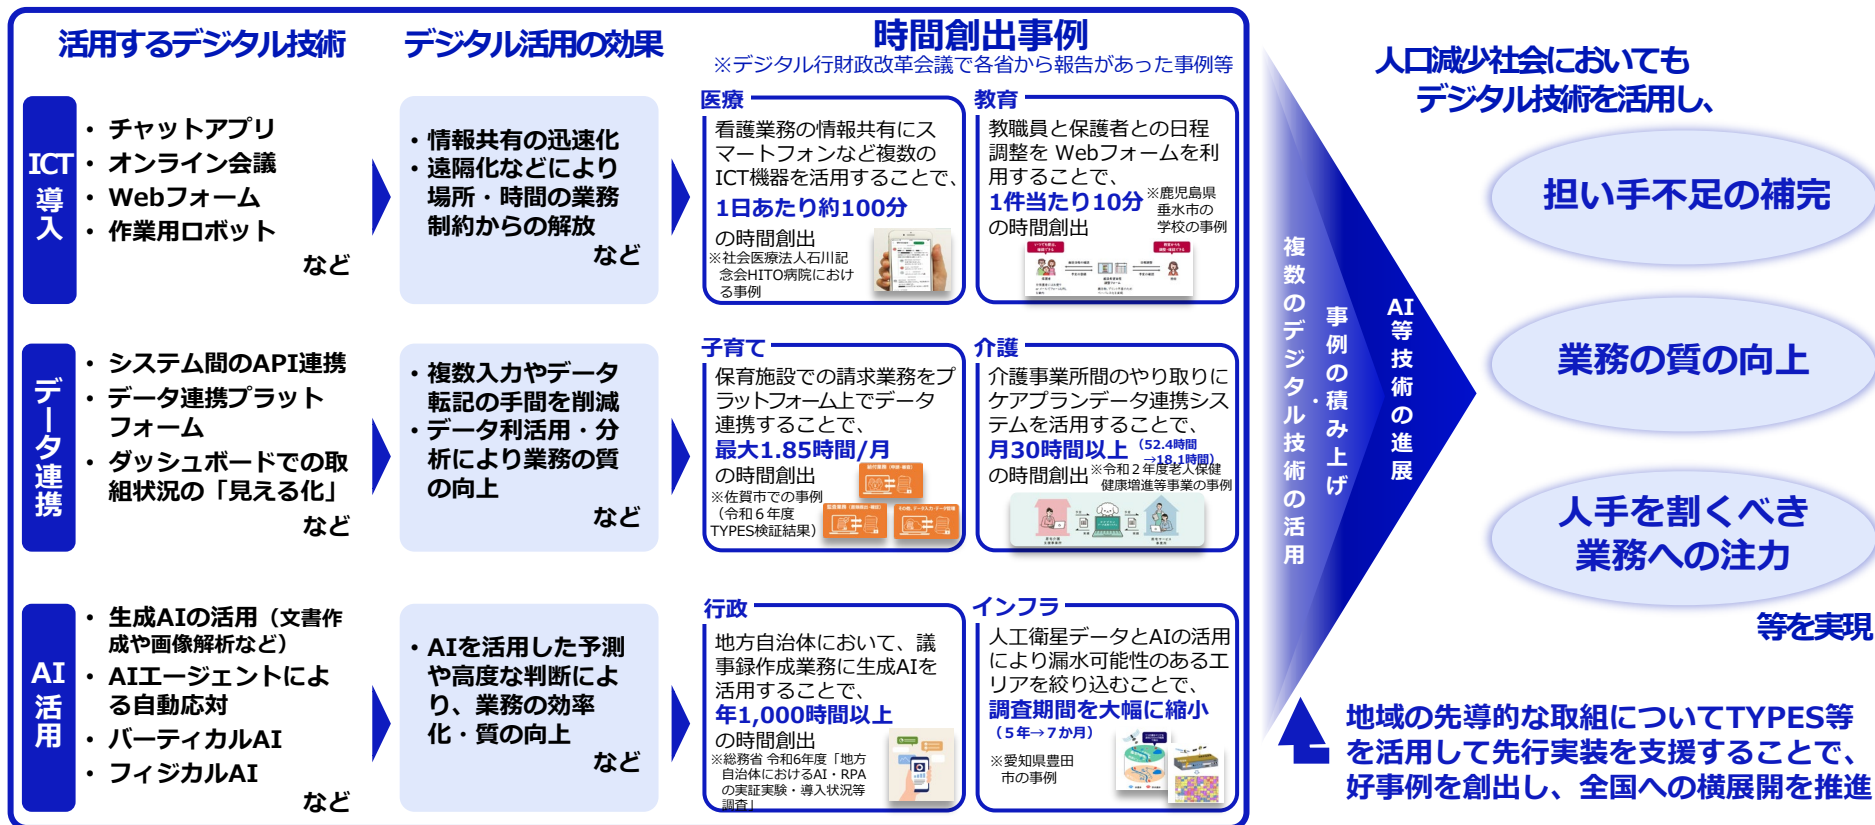 活用するデジタル技術
デジタル活用の効果
時間創出事例
※デジタル行財政改革会議で各省から報告があった事例等
ICT導入
・ チャットアプリ
・ オンライン会議
・ Webフォーム
・ 作業用ロボット
など
・情報共有の迅速化
・遠隔化などにより
場所・時間の業務
制約からの解放
など
医療
看護業務の情報共有にス
マートフォンなど複数の
ICT機器を活用することで、
1日あたり約100分
の時間創出
※社会医療法人石川記
念会HITO病院におけ
る事例
教育
教職員と保護者との日程
調整を Webフォームを利
用することで、
1件当たり10分
の時間創出
※鹿児島県
垂水市の
学校の事例
データ連携
・ システム間のAPI連携
・ データ連携プラット
フォーム
・ ダッシュボードでの取
組状況の「見える化」
など
・複数入力やデータ
転記の手間を削減
・データ利活用・分
析により業務の質
の向上
など
子育て
保育施設での請求業務をプ
ラットフォーム上でデータ
連携することで、
最大1.85時間/月
の時間創出
※佐賀市での事例
（令和６年度
TYPES検証結果）
介護
介護事業所間のやり取りに
ケアプランデータ連携シス
テムを活用することで、
月30時間以上
（52.4時間
→18.1時間）
の時間創出
※令和２年度老人保健
健康増進等事業の事例
AI活用
・ 生成AIの活用（文書作
成や画像解析など）
・ AIエージェントによ
る自動応対
・ バーティカルAI
・ フィジカルAI
など
・AIを活用した予測
や高度な判断によ
り、業務の効率
化・質の向上
など
行政
地方自治体において、議
事録作成業務に生成AIを
活用することで、
年1,000時間以上
の時間創出
※総務省 令和6年度「地方
自治体におけるAI・RPA
の実証実験・導入状況等
調査」
インフラ
人工衛星データとAIの活用
により漏水可能性のあるエ
リアを絞り込むことで、
調査期間を大幅に縮小
（５年→７か月）
※愛知県豊田
市の事例
複数のデジタル技術の活用・
事例の積み上げ
AI等技術の進展
人口減少社会においても
デジタル技術を活用し、
担い手不足の補完
業務の質の向上
人手を割くべき
業務への注力
等を実現
地域の先導的な取組についてTYPES等
を活用して先行実装を支援することで、
好事例を創出し、全国への横展開を推進